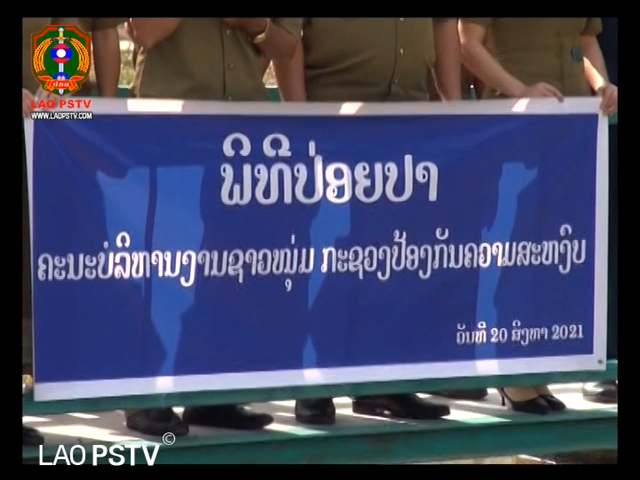 LAO PSTV
WWW.LAOPSTV.COM
ພິທີປ່ອຍປາ
ຄະນະບໍລິຫານງານຊາວໜຸ່ມ ກະຊວງປ້ອງກັນຄວາມສະຫງົບ
ວັນທີ 20 ສິງຫາ 2021
LAO PSTV©